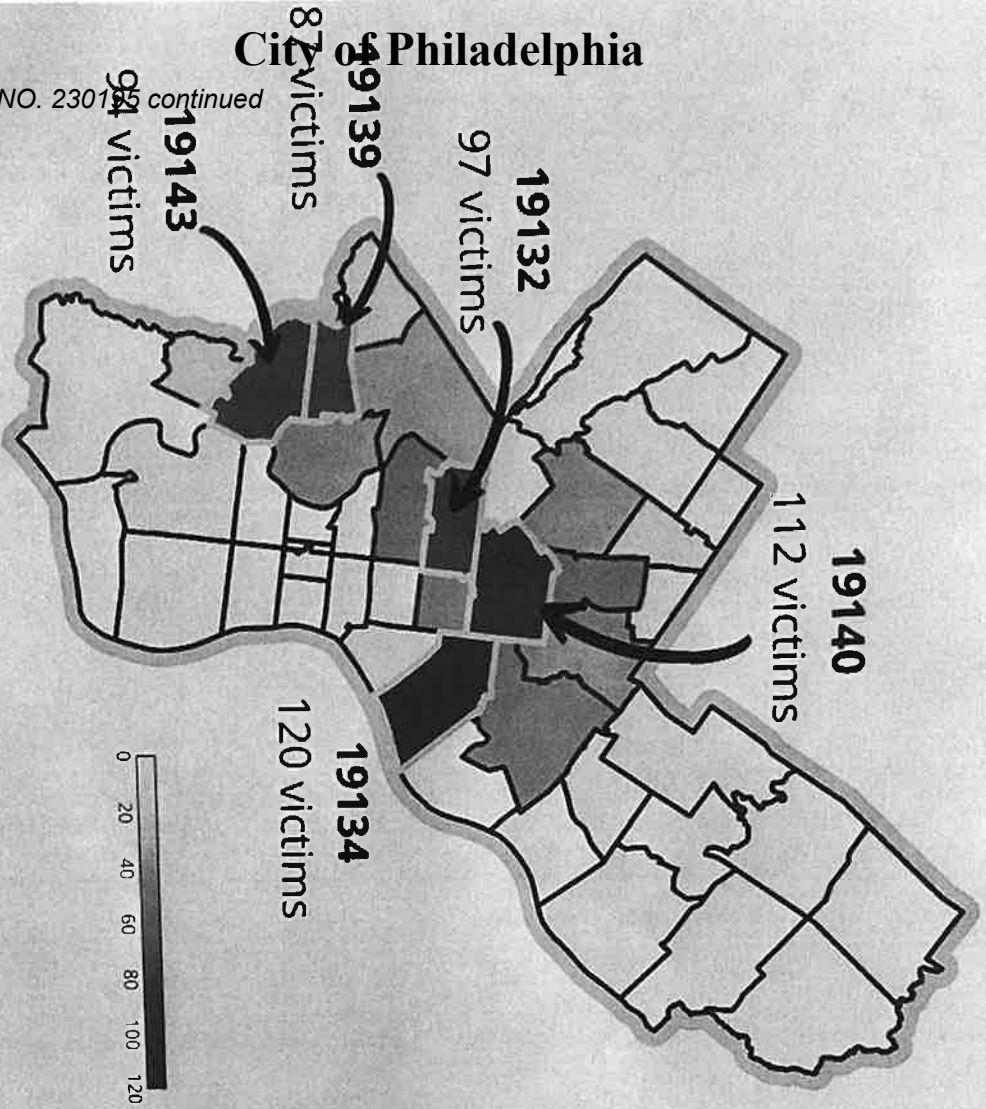 City of Philadelphia
NO. 230195 continued
19143
94 victims
19139
87 victims
19132
97 victims
19140
112 victims
19134
120 victims
0 20 40 60 80 100 120